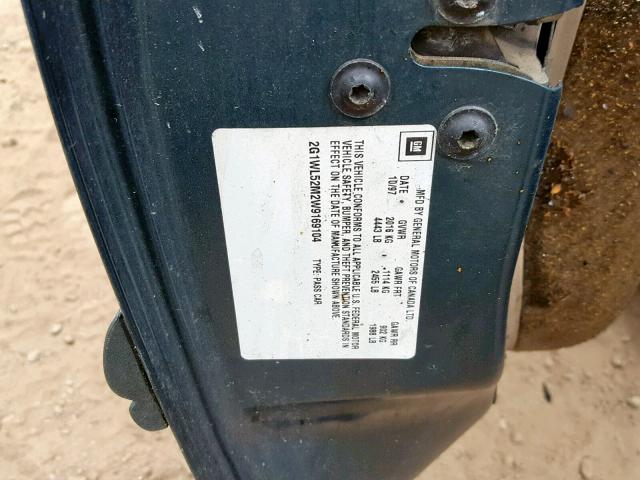 GM
MFD BY GENERAL MOTORS OF CANADA LTD.
DATE GVWR GAWR FRT GAWR RR
10/97 2016 KG 1114 KG 902 KG
4443 LB 2455 LB 1988 LB
THIS VEHICLE CONFORMS TO ALL APPLICABLE U.S. FEDERAL MOTOR
VEHICLE SAFETY, BUMPER, AND THEFT PREVENTION STANDARDS IN
EFFECT ON THE DATE OF MANUFACTURE SHOWN ABOVE
2G1WL52M2W9169104 TYPE: PASS CAR